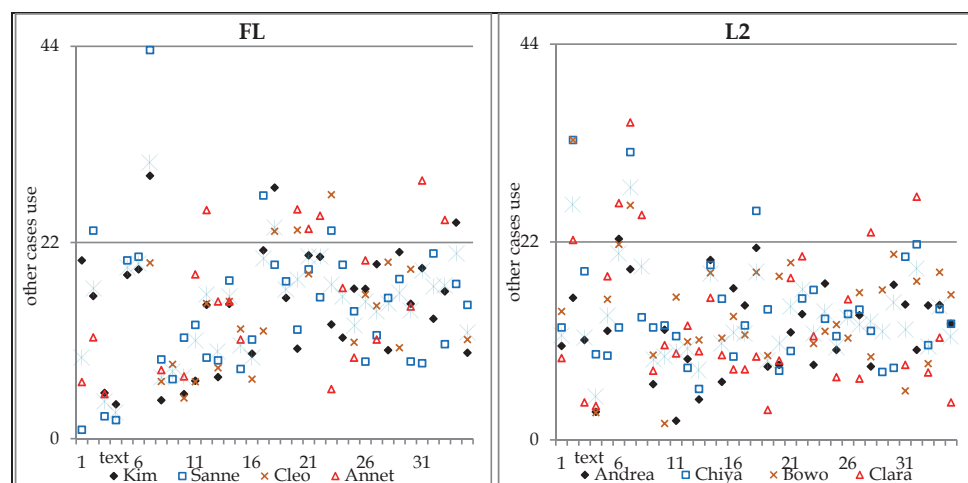 FL
44
22
0
other cases use
1 6 11 16 21 26 31
text
Kim Sanne Cleo Annet
L2
44
22
0
other cases use
1 6 11 16 21 26 31
text
Andrea Chiya Bowo Clara